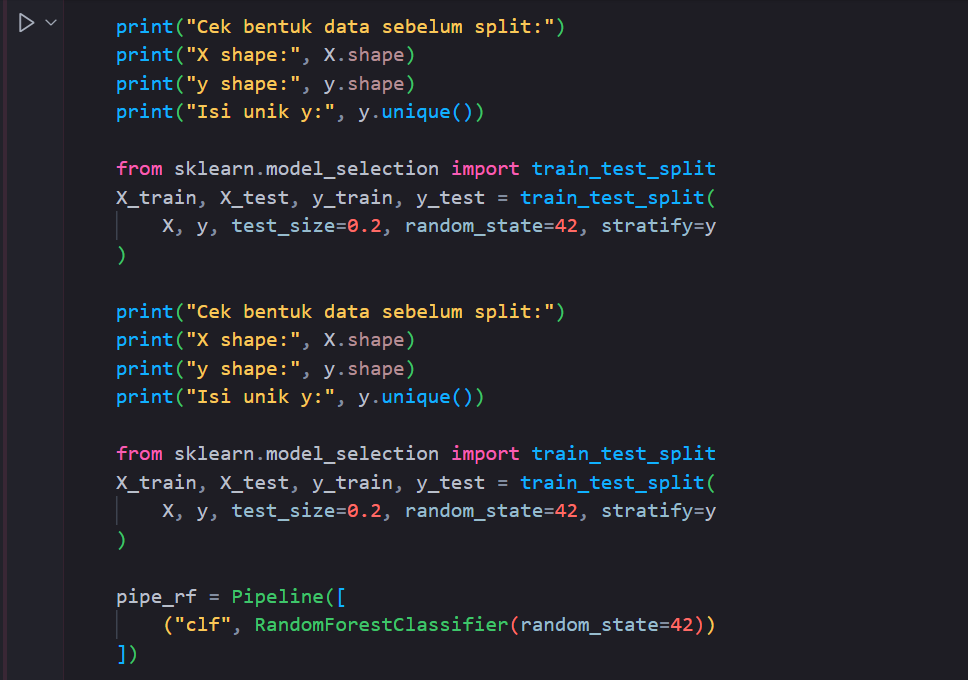 print("Cek bentuk data sebelum split:")
print("X shape:", X.shape)
print("y shape:", y.shape)
print("Isi unik y:", y.unique())
from sklearn.model_selection import train_test_split
X_train, X_test, y_train, y_test = train_test_split(
X, y, test_size=0.2, random_state=42, stratify=y
)
print("Cek bentuk data sebelum split:")
print("X shape:", X.shape)
print("y shape:", y.shape)
print("Isi unik y:", y.unique())
from sklearn.model_selection import train_test_split
X_train, X_test, y_train, y_test = train_test_split(
X, y, test_size=0.2, random_state=42, stratify=y
)
pipe_rf = Pipeline([
("clf", RandomForestClassifier(random_state=42))
])